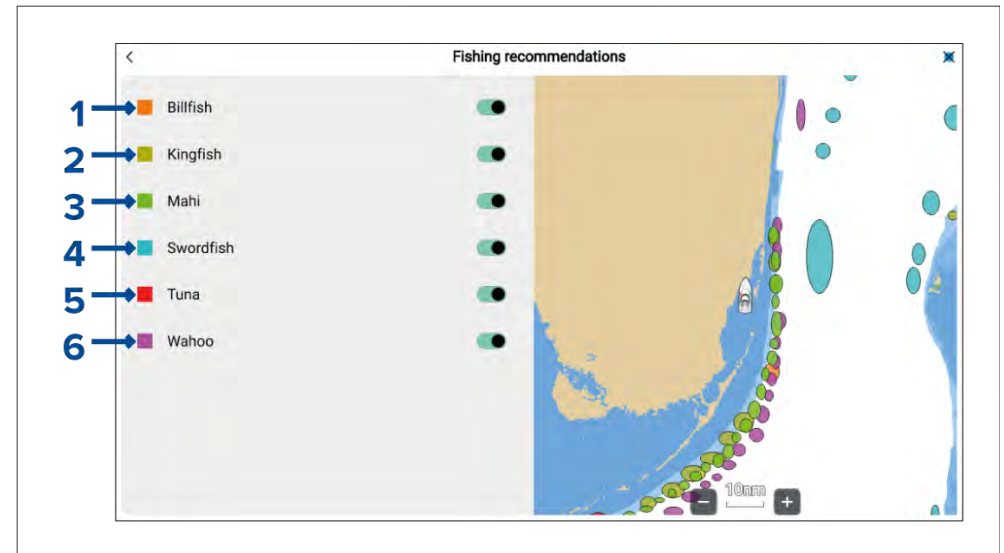 Fishing recommendations
1 Billfish
2 Kingfish
3 Mahi
4 Swordfish
5 Tuna
6 Wahoo
10nm